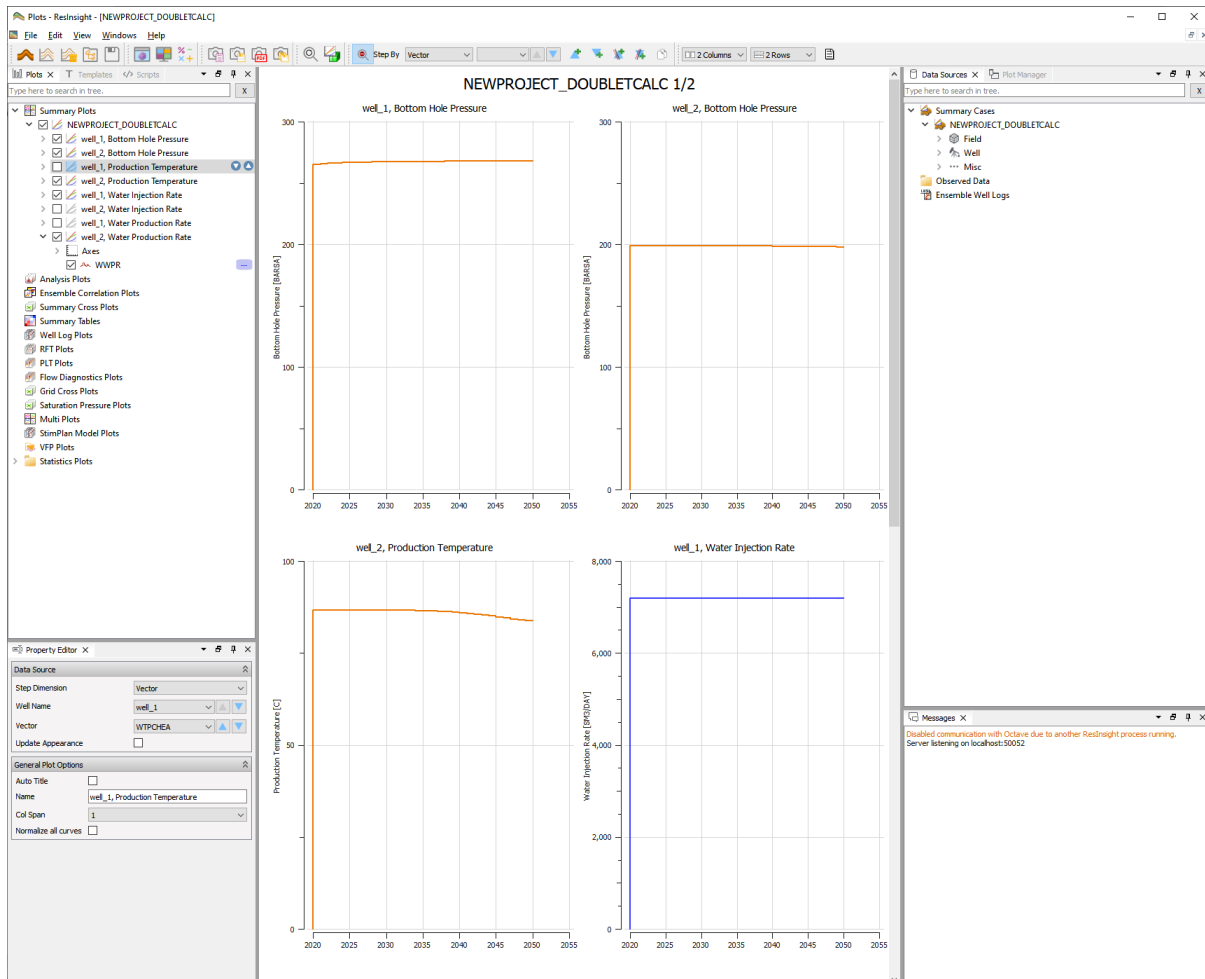 Plots - ResInsight - [NEWPROJECT_DOUBLETCALC]
File Edit View Windows Help
Step By Vector 2 Columns 2 Rows
Plots Templates Scripts
Type here to search in tree. X
Summary Plots
NEWPROJECT_DOUBLETCALC
well_1, Bottom Hole Pressure
well_2, Bottom Hole Pressure
well_1, Production Temperature
well_2, Production Temperature
well_1, Water Injection Rate
well_2, Water Injection Rate
well_1, Water Production Rate
well_2, Water Production Rate
Axes
WWPR
Analysis Plots
Ensemble Correlation Plots
Summary Cross Plots
Summary Tables
Well Log Plots
RFT Plots
PLT Plots
Flow Diagnostics Plots
Grid Cross Plots
Saturation Pressure Plots
Multi Plots
StimPlan Model Plots
VFP Plots
Statistics Plots
Property Editor
Data Source
Step Dimension Vector
Well Name well_1
Vector WTPCHEA
Update Appearance
General Plot Options
Auto Title
Name well_1, Production Temperature
Col Span 1
Normalize all curves
NEWPROJECT_DOUBLETCALC 1/2
well_1, Bottom Hole Pressure
Bottom Hole Pressure [BARSA]
300
200
100
0
2020 2025 2030 2035 2040 2045 2050 2055
well_2, Bottom Hole Pressure
Bottom Hole Pressure [BARSA]
300
200
100
0
2020 2025 2030 2035 2040 2045 2050 2055
well_2, Production Temperature
Production Temperature [C]
100
50
0
2020 2025 2030 2035 2040 2045 2050 2055
well_1, Water Injection Rate
Water Injection Rate [SM3/DAY]
8,000
6,000
4,000
2,000
0
2020 2025 2030 2035 2040 2045 2050 2055
Data Sources Plot Manager
Type here to search in tree. X
Summary Cases
NEWPROJECT_DOUBLETCALC
Field
Well
Misc
Observed Data
Ensemble Well Logs
Messages
Disabled communication with Octave due to another ResInsight process running.
Server listening on localhost:50052